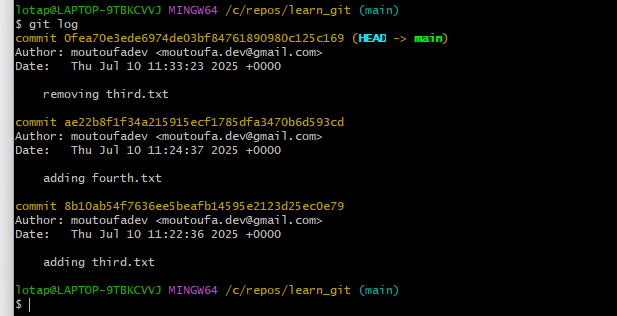 lotap@LAPTOP-9TBKCVVJ MINGW64 /c/repos/learn_git (main)
$ git log
commit 0fea70e3ede6974de03bf84761890980c125c169 (HEAD -> main)
Author: moutoufadev <moutoufa.dev@gmail.com>
Date:   Thu Jul 10 11:33:23 2025 +0000

    removing third.txt

commit ae22b8f1f34a215915ecf1785dfa3470b6d593cd
Author: moutoufadev <moutoufa.dev@gmail.com>
Date:   Thu Jul 10 11:24:37 2025 +0000

    adding fourth.txt

commit 8b10ab54f7636ee5beafb14595e2123d25ec0e79
Author: moutoufadev <moutoufa.dev@gmail.com>
Date:   Thu Jul 10 11:22:36 2025 +0000

    adding third.txt

lotap@LAPTOP-9TBKCVVJ MINGW64 /c/repos/learn_git (main)
$